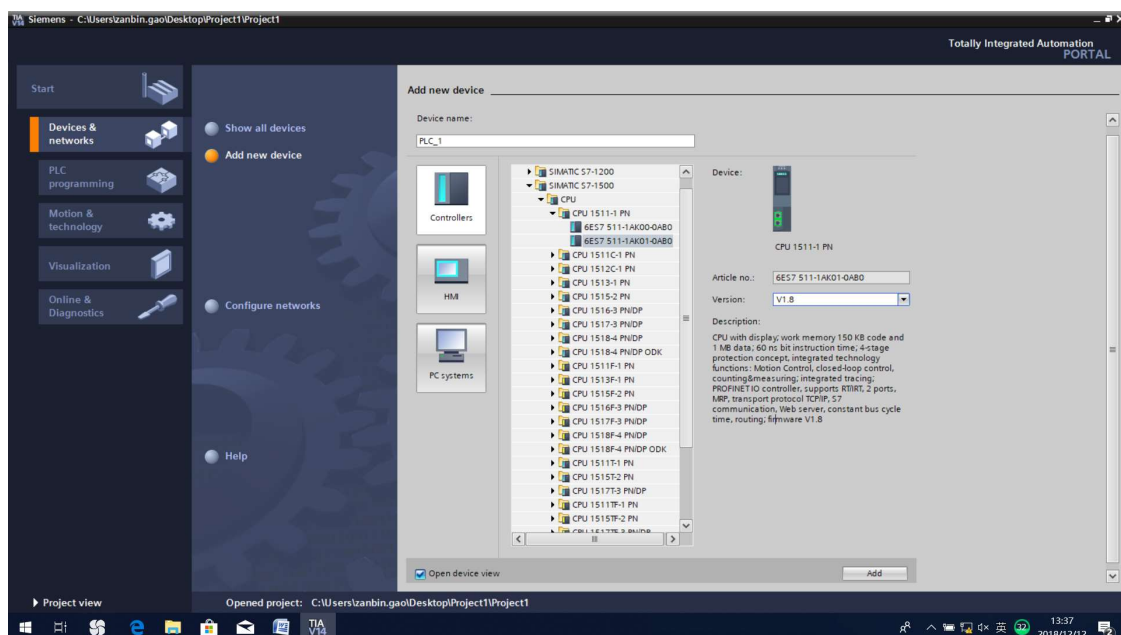 TIA
V14
Siemens - C:\Users\zanbin.gao\Desktop\Project1\Project1
Totally Integrated Automation
PORTAL
Start
Devices &
networks
PLC
programming
Motion &
technology
Visualization
Online &
Diagnostics
Show all devices
Add new device
Configure networks
Help
Add new device
Device name:
PLC_1
Controllers
HMI
PC systems
SIMATIC S7-1200
SIMATIC S7-1500
CPU
CPU 1511-1 PN
6ES7 511-1AK00-0AB0
6ES7 511-1AK01-0AB0
CPU 1511C-1 PN
CPU 1512C-1 PN
CPU 1513-1 PN
CPU 1515-2 PN
CPU 1516-3 PN/DP
CPU 1517-3 PN/DP
CPU 1518-4 PN/DP
CPU 1518-4 PN/DP ODK
CPU 1511F-1 PN
CPU 1513F-1 PN
CPU 1515F-2 PN
CPU 1516F-3 PN/DP
CPU 1517F-3 PN/DP
CPU 1518F-4 PN/DP
CPU 1518F-4 PN/DP ODK
CPU 1511T-1 PN
CPU 1515T-2 PN
CPU 1517T-3 PN/DP
CPU 1511TF-1 PN
CPU 1515TF-2 PN
CPU 1517TF-3 PN/DP
Device:
CPU 1511-1 PN
Article no.:
6ES7 511-1AK01-0AB0
Version:
V1.8
Description:
CPU with display; work memory 150 KB code and
1 MB data; 60 ns bit instruction time; 4-stage
protection concept, integrated technology
functions: Motion Control, closed-loop control,
counting&measuring; integrated tracing;
PROFINET IO controller, supports RT/IRT, 2 ports,
MRP, transport protocol TCP/IP, S7
communication, Web server, constant bus cycle
time, routing; firmware V1.8
Open device view
Add
Project view
Opened project: C:\Users\zanbin.gao\Desktop\Project1\Project1
TIA
V14
英
32
13:37
2018/12/12